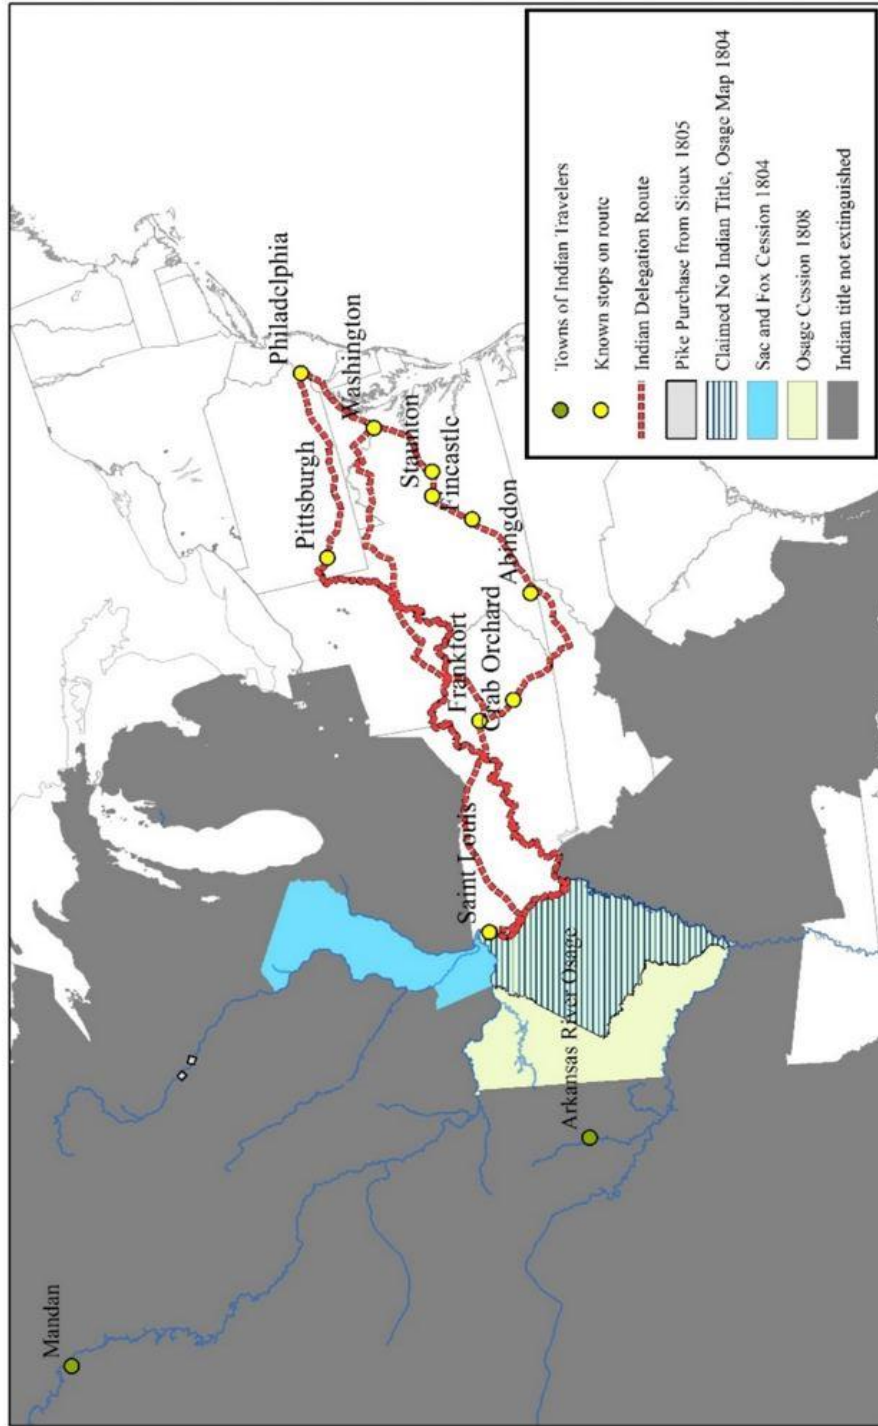 Mandan
Arkansas River Osage
Saint Louis
Frankfort
Crab Orchard
Pittsburgh
Abingdon
Fincastle
Staunton
Washington
Philadelphia
Towns of Indian Travelers
Known stops on route
Indian Delegation Route
Pike Purchase from Sioux 1805
Claimed No Indian Title, Osage Map 1804
Sac and Fox Cession 1804
Osage Cession 1808
Indian title not extinguished